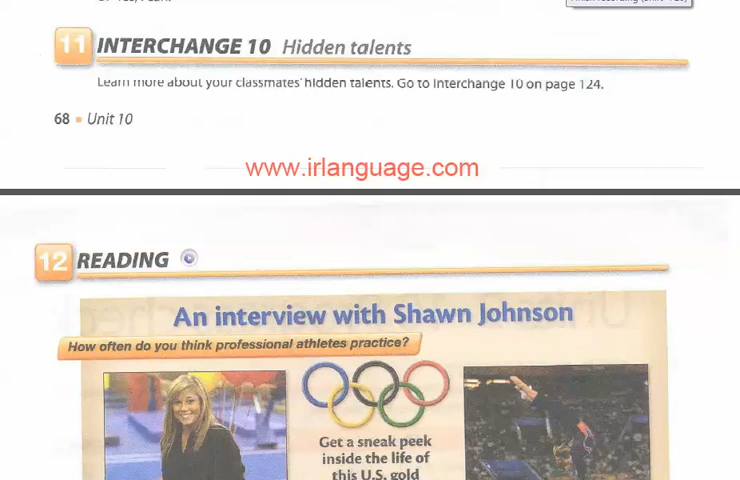 11 INTERCHANGE 10 Hidden talents
Learn more about your classmates' hidden talents. Go to Interchange 10 on page 124.
68 ▪ Unit 10
www.irlanguage.com
12 READING
An interview with Shawn Johnson
How often do you think professional athletes practice?
Get a sneak peek
inside the life of
this U.S. gold